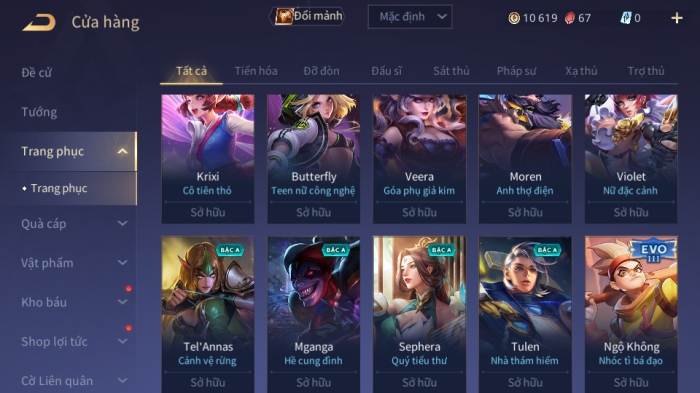 Cửa hàng
Đổi mảnh
Mặc định
10 619
67
0
Đề cử
Tướng
Trang phục
Trang phục
Quà cáp
Vật phẩm
Kho báu
Shop lợi tức
Cờ Liên quân
Tất cả Tiến hóa Đỡ đòn Đấu sĩ Sát thủ Pháp sư Xạ thủ Trợ thủ
Krixi Butterfly Veera Moren Violet
Cô tiên thỏ Teen nữ công nghệ Góa phụ giả kim Anh thợ điện Nữ đặc cảnh
Sở hữu Sở hữu Sở hữu Sở hữu Sở hữu
BẬC A BẬC A BẬC A EVO
III
Tel'Annas Mganga Sephera Tulen Ngộ Không
Cảnh vệ rừng Hề cung đình Quý tiểu thư Nhà thám hiểm Nhóc tì bá đạo
Sở hữu Sở hữu Sở hữu Sở hữu Sở hữu